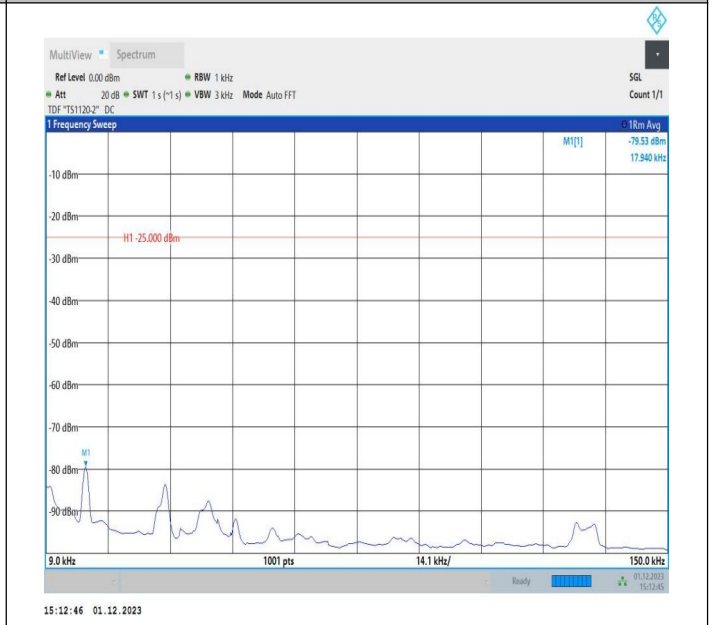 R S
MultiView Spectrum
Ref Level 0.00 dBm RBW 1 kHz SGL
Att 20 dB SWT 1 s (~1 s) VBW 3 kHz Mode Auto FFT Count 1/1
TDF "TS1120-2" DC
1 Frequency Sweep 1Rm Avg
M1[1] -79.53 dBm
17.940 kHz
-10 dBm
-20 dBm
H1 -25.000 dBm
-30 dBm
-40 dBm
-50 dBm
-60 dBm
-70 dBm
M1
-80 dBm
-90 dBm
9.0 kHz 1001 pts 14.1 kHz/ 150.0 kHz
Ready 01.12.2023
15:12:45
15:12:46 01.12.2023